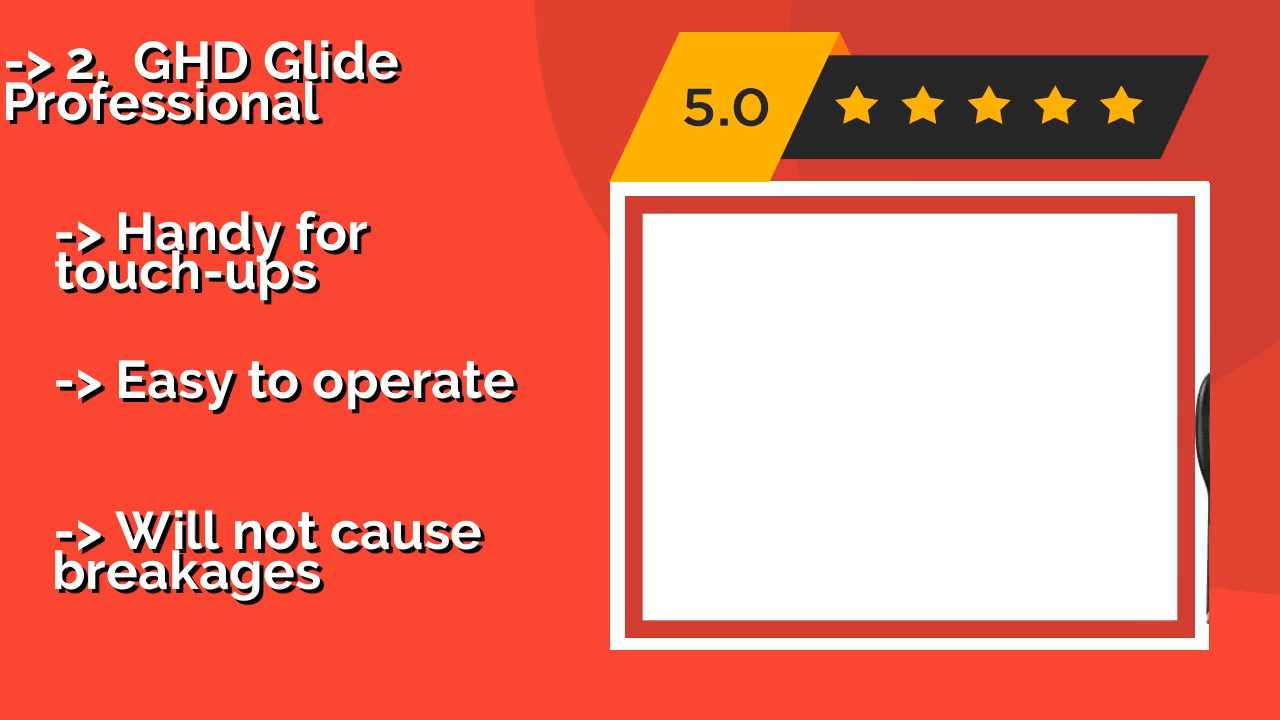 -> 2.  GHD Glide
Professional
5.0
-> Handy for
touch-ups
-> Easy to operate
-> Will not cause
breakages